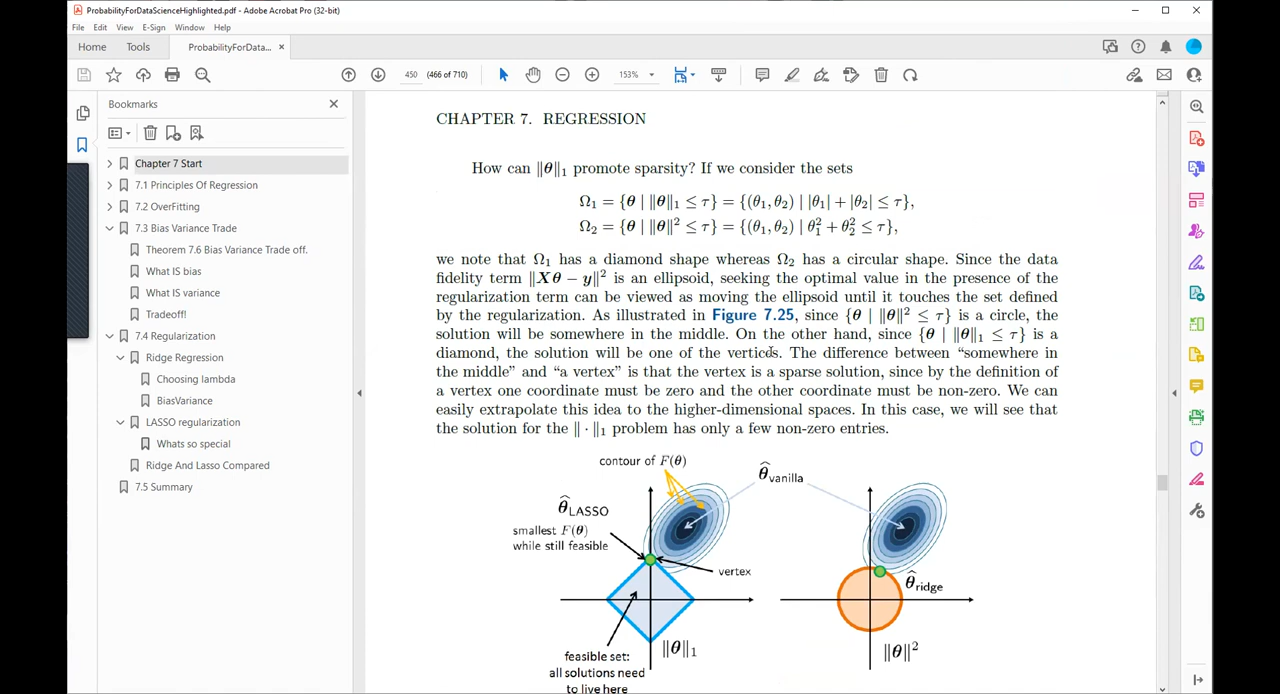 ProbabilityForDataScienceHighlighted.pdf - Adobe Acrobat Pro (32-bit)
File Edit View E-Sign Window Help
Home Tools ProbabilityForData... ×
450 (466 of 710) 153%
Bookmarks
Chapter 7 Start
7.1 Principles Of Regression
7.2 OverFitting
7.3 Bias Variance Trade
Theorem 7.6 Bias Variance Trade off.
What IS bias
What IS variance
Tradeoff!
7.4 Regularization
Ridge Regression
Choosing lambda
BiasVariance
LASSO regularization
Whats so special
Ridge And Lasso Compared
7.5 Summary
CHAPTER 7. REGRESSION
How can ‖θ‖₁ promote sparsity? If we consider the sets
Ω₁ = {θ | ‖θ‖₁ ≤ τ} = {(θ₁, θ₂) | |θ₁| + |θ₂| ≤ τ},
Ω₂ = {θ | ‖θ‖² ≤ τ} = {(θ₁, θ₂) | θ₁² + θ₂² ≤ τ},
we note that Ω₁ has a diamond shape whereas Ω₂ has a circular shape. Since the data
fidelity term ‖Xθ − y‖² is an ellipsoid, seeking the optimal value in the presence of the
regularization term can be viewed as moving the ellipsoid until it touches the set defined
by the regularization. As illustrated in Figure 7.25, since {θ | ‖θ‖² ≤ τ} is a circle, the
solution will be somewhere in the middle. On the other hand, since {θ | ‖θ‖₁ ≤ τ} is a
diamond, the solution will be one of the vertices. The difference between “somewhere in
the middle” and “a vertex” is that the vertex is a sparse solution, since by the definition of
a vertex one coordinate must be zero and the other coordinate must be non-zero. We can
easily extrapolate this idea to the higher-dimensional spaces. In this case, we will see that
the solution for the ‖ · ‖₁ problem has only a few non-zero entries.
contour of F(θ)
θ̂vanilla
θ̂LASSO
smallest F(θ)
while still feasible
vertex
θ̂ridge
‖θ‖₁
‖θ‖²
feasible set:
all solutions need
to live here